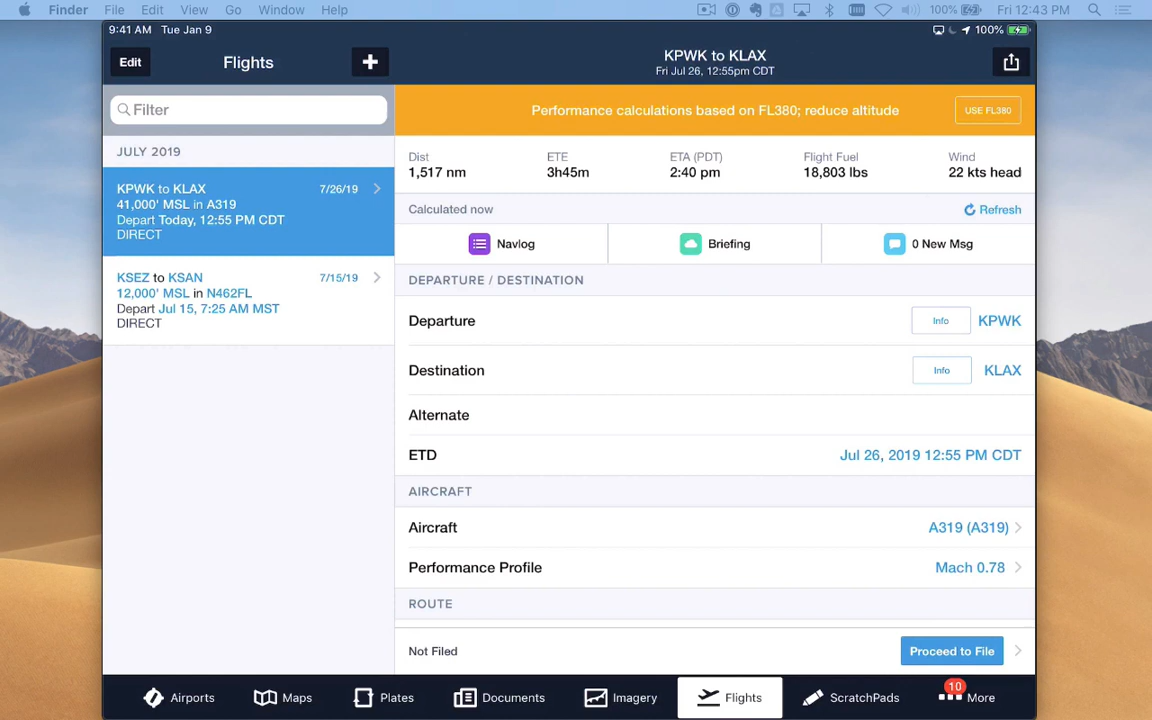 Finder File Edit View Go Window Help 100% Fri 12:43 PM
9:41 AM Tue Jan 9 100%
Edit Flights + KPWK to KLAX
Fri Jul 26, 12:55pm CDT
Filter
Performance calculations based on FL380; reduce altitude USE FL380
JULY 2019
KPWK to KLAX 7/26/19
41,000' MSL in A319
Depart Today, 12:55 PM CDT
DIRECT
KSEZ to KSAN 7/15/19
12,000' MSL in N462FL
Depart Jul 15, 7:25 AM MST
DIRECT
Dist ETE ETA (PDT) Flight Fuel Wind
1,517 nm 3h45m 2:40 pm 18,803 lbs 22 kts head
Calculated now Refresh
Navlog Briefing 0 New Msg
DEPARTURE / DESTINATION
Departure Info KPWK
Destination Info KLAX
Alternate
ETD Jul 26, 2019 12:55 PM CDT
AIRCRAFT
Aircraft A319 (A319)
Performance Profile Mach 0.78
ROUTE
Not Filed Proceed to File
Airports Maps Plates Documents Imagery Flights ScratchPads 10 More